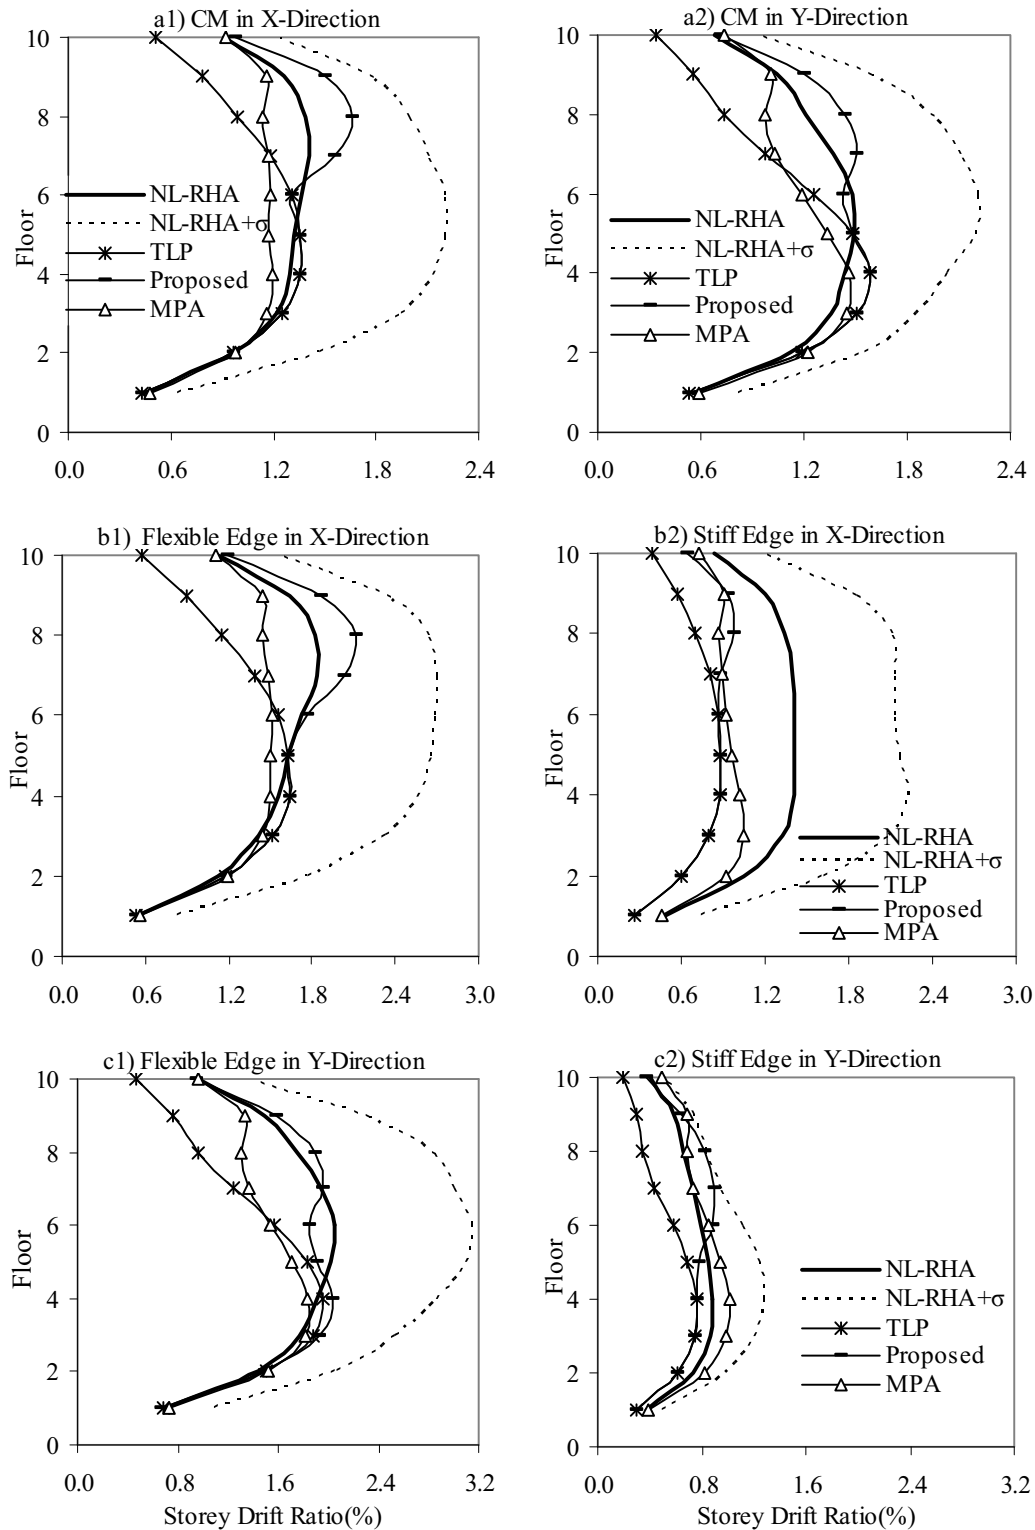 a1) CM in X-Direction
10
8
6
4
2
0
Floor
NL-RHA
NL-RHA+σ
TLP
Proposed
MPA
0.0 0.6 1.2 1.8 2.4
a2) CM in Y-Direction
10
8
6
4
2
0
Floor
NL-RHA
NL-RHA+σ
TLP
Proposed
MPA
0.0 0.6 1.2 1.8 2.4
b1) Flexible Edge in X-Direction
10
8
6
4
2
0
Floor
0.0 0.6 1.2 1.8 2.4 3.0
b2) Stiff Edge in X-Direction
10
8
6
4
2
0
Floor
NL-RHA
NL-RHA+σ
TLP
Proposed
MPA
0.0 0.6 1.2 1.8 2.4 3.0
c1) Flexible Edge in Y-Direction
10
8
6
4
2
0
Floor
0.0 0.8 1.6 2.4 3.2
Storey Drift Ratio(%)
c2) Stiff Edge in Y-Direction
10
8
6
4
2
0
Floor
NL-RHA
NL-RHA+σ
TLP
Proposed
MPA
0.0 0.8 1.6 2.4 3.2
Storey Drift Ratio(%)